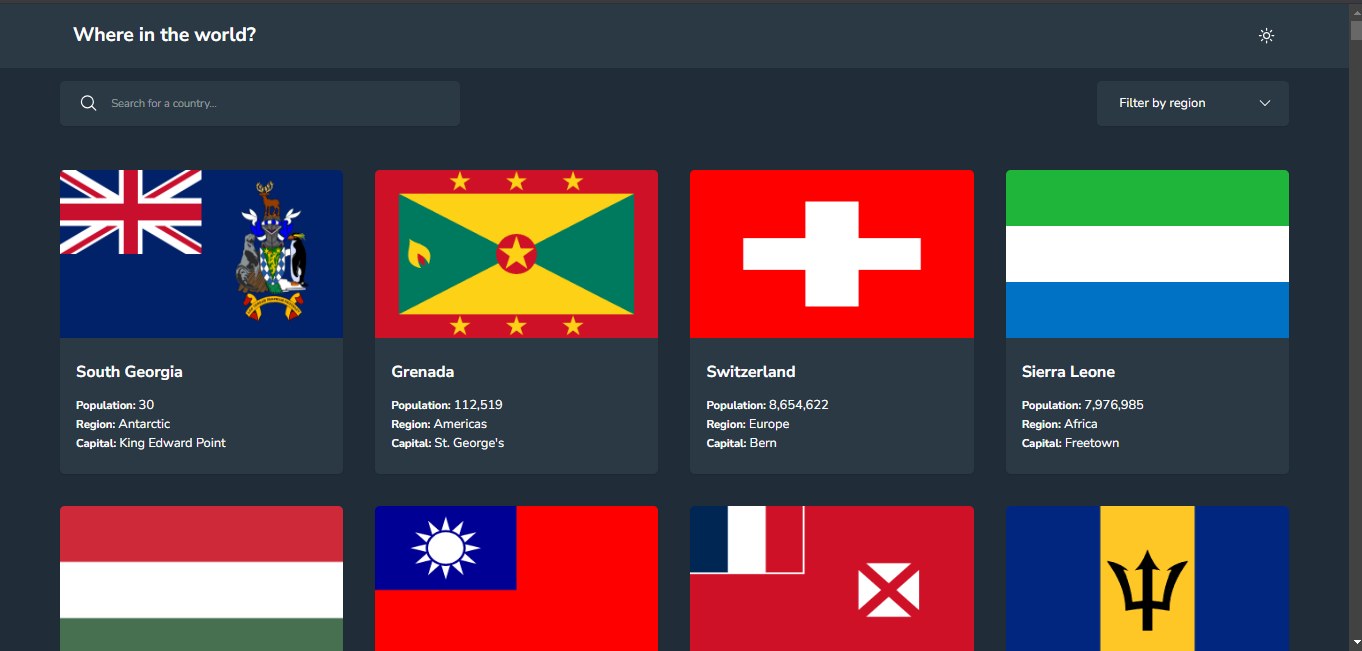 Where in the world?
Search for a country...
Filter by region
South Georgia
Population: 30
Region: Antarctic
Capital: King Edward Point
Grenada
Population: 112,519
Region: Americas
Capital: St. George's
Switzerland
Population: 8,654,622
Region: Europe
Capital: Bern
Sierra Leone
Population: 7,976,985
Region: Africa
Capital: Freetown